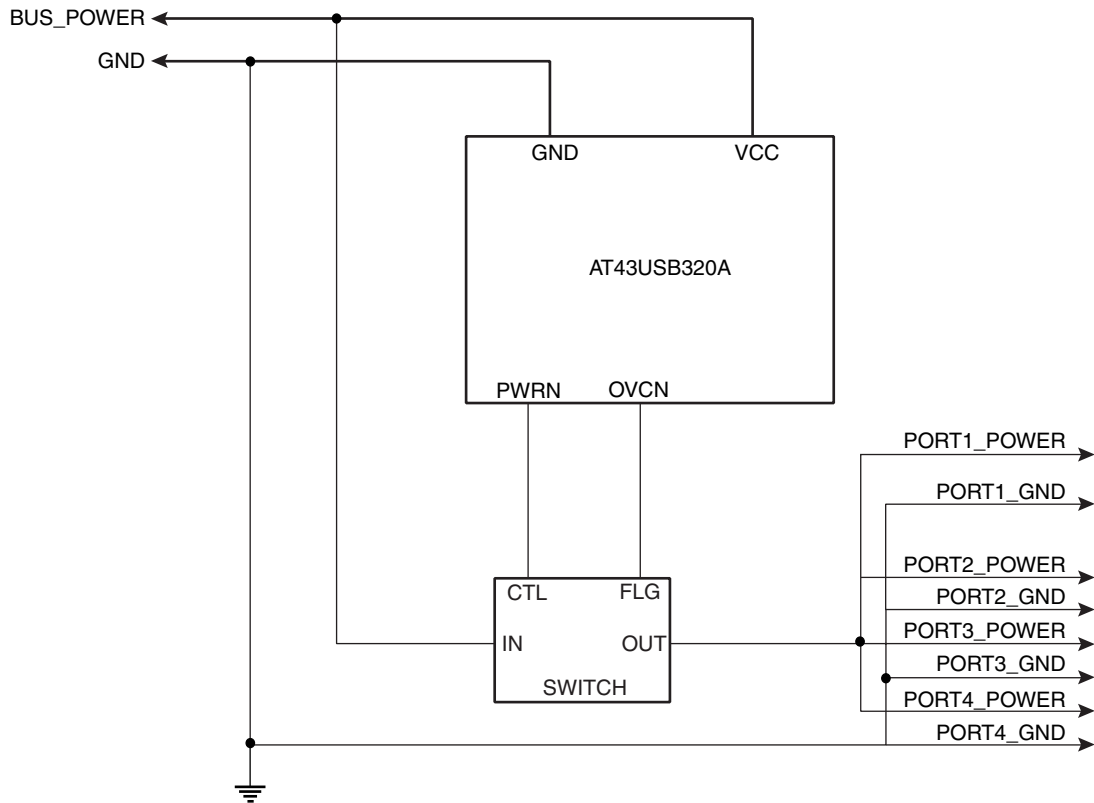 BUS_POWER
GND
GND
VCC
AT43USB320A
PWRN
OVCN
PORT1_POWER
PORT1_GND
PORT2_POWER
PORT2_GND
PORT3_POWER
PORT3_GND
PORT4_POWER
PORT4_GND
CTL
FLG
IN
OUT
SWITCH